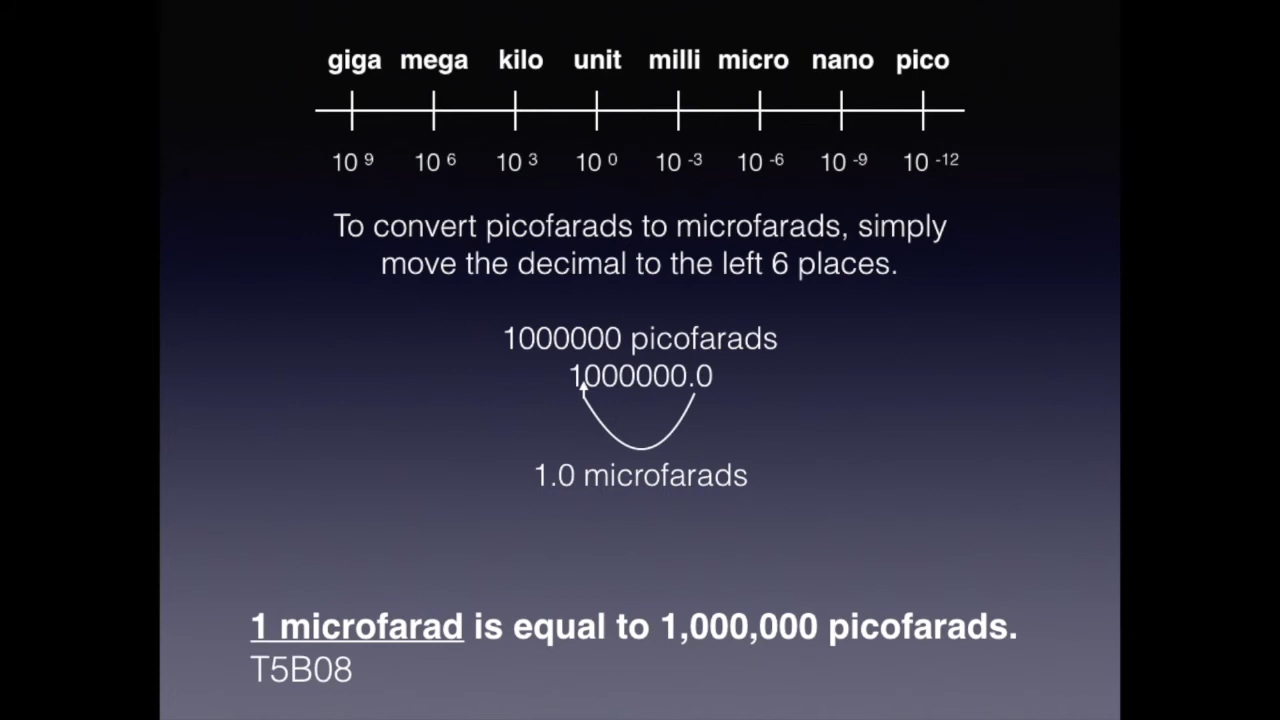 giga mega kilo unit milli micro nano pico
10 9 10 6 10 3 10 0 10 -3 10 -6 10 -9 10 -12
To convert picofarads to microfarads, simply
move the decimal to the left 6 places.
1000000 picofarads
1000000.0
1.0 microfarads
1 microfarad is equal to 1,000,000 picofarads.
T5B08